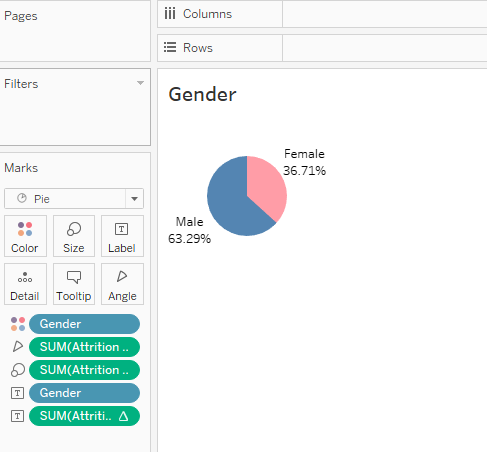 Pages
Columns
Rows
Filters
Gender
Female
36.71%
Male
63.29%
Marks
Pie
Color
Size
Label
Detail
Tooltip
Angle
Gender
SUM(Attrition ..
SUM(Attrition ..
Gender
SUM(Attriti..